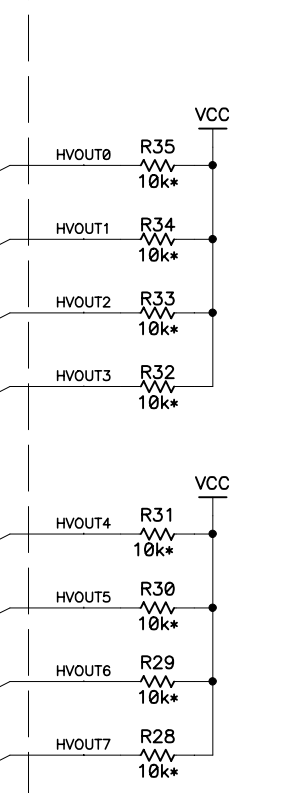 VCC
R35
HVOUT0
10k*
R34
HVOUT1
10k*
R33
HVOUT2
10k*
R32
HVOUT3
10k*
VCC
R31
HVOUT4
10k*
R30
HVOUT5
10k*
R29
HVOUT6
10k*
R28
HVOUT7
10k*